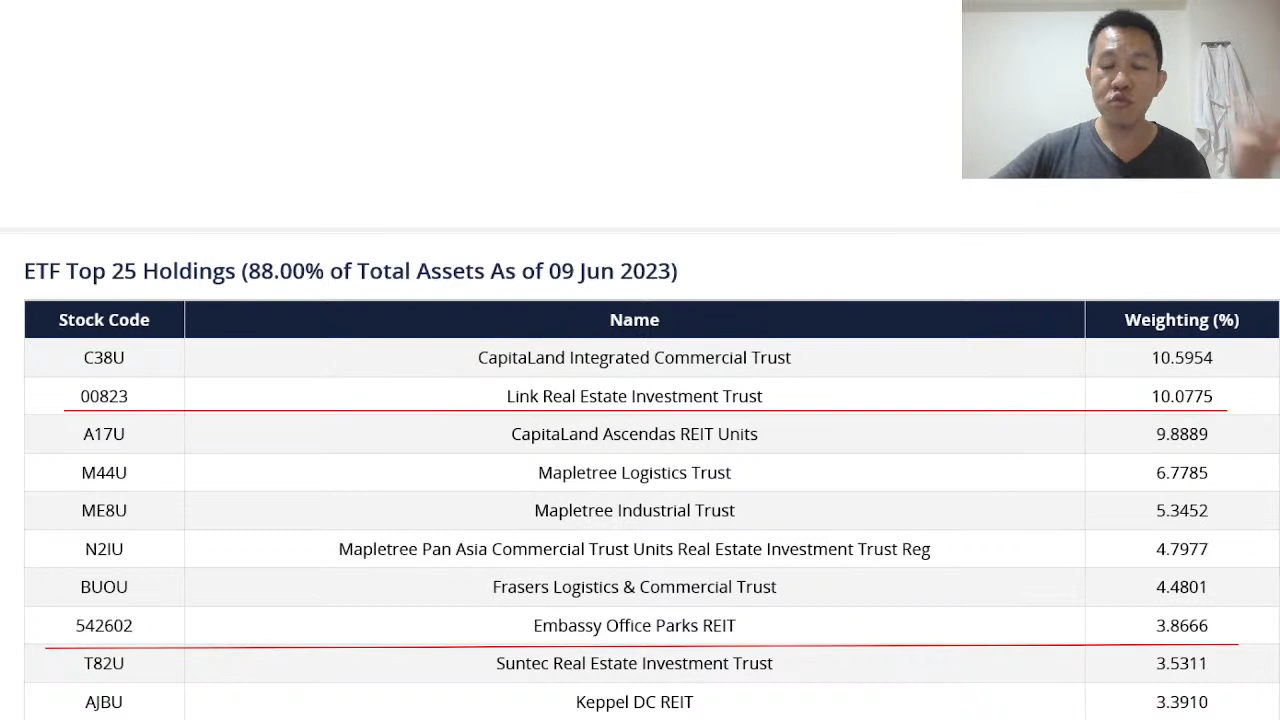 ETF Top 25 Holdings (88.00% of Total Assets As of 09 Jun 2023)
Stock Code Name Weighting (%)
C38U CapitaLand Integrated Commercial Trust 10.5954
00823 Link Real Estate Investment Trust 10.0775
A17U CapitaLand Ascendas REIT Units 9.8889
M44U Mapletree Logistics Trust 6.7785
ME8U Mapletree Industrial Trust 5.3452
N2IU Mapletree Pan Asia Commercial Trust Units Real Estate Investment Trust Reg 4.7977
BUOU Frasers Logistics & Commercial Trust 4.4801
542602 Embassy Office Parks REIT 3.8666
T82U Suntec Real Estate Investment Trust 3.5311
AJBU Keppel DC REIT 3.3910